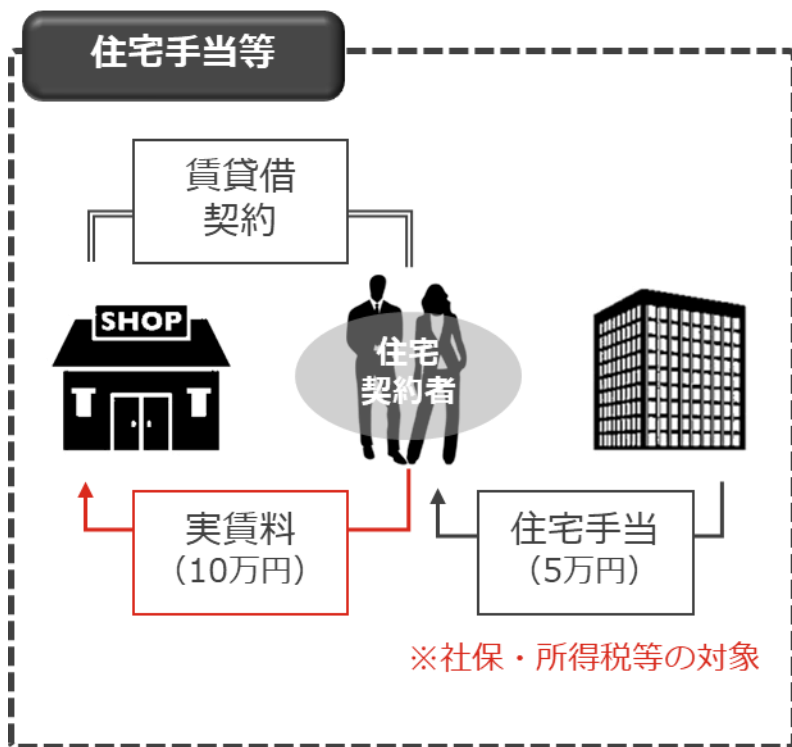 住宅手当等
賃貸借
契約
SHOP
住宅
契約者
実賃料
（10万円）
住宅手当
（5万円）
※社保・所得税等の対象